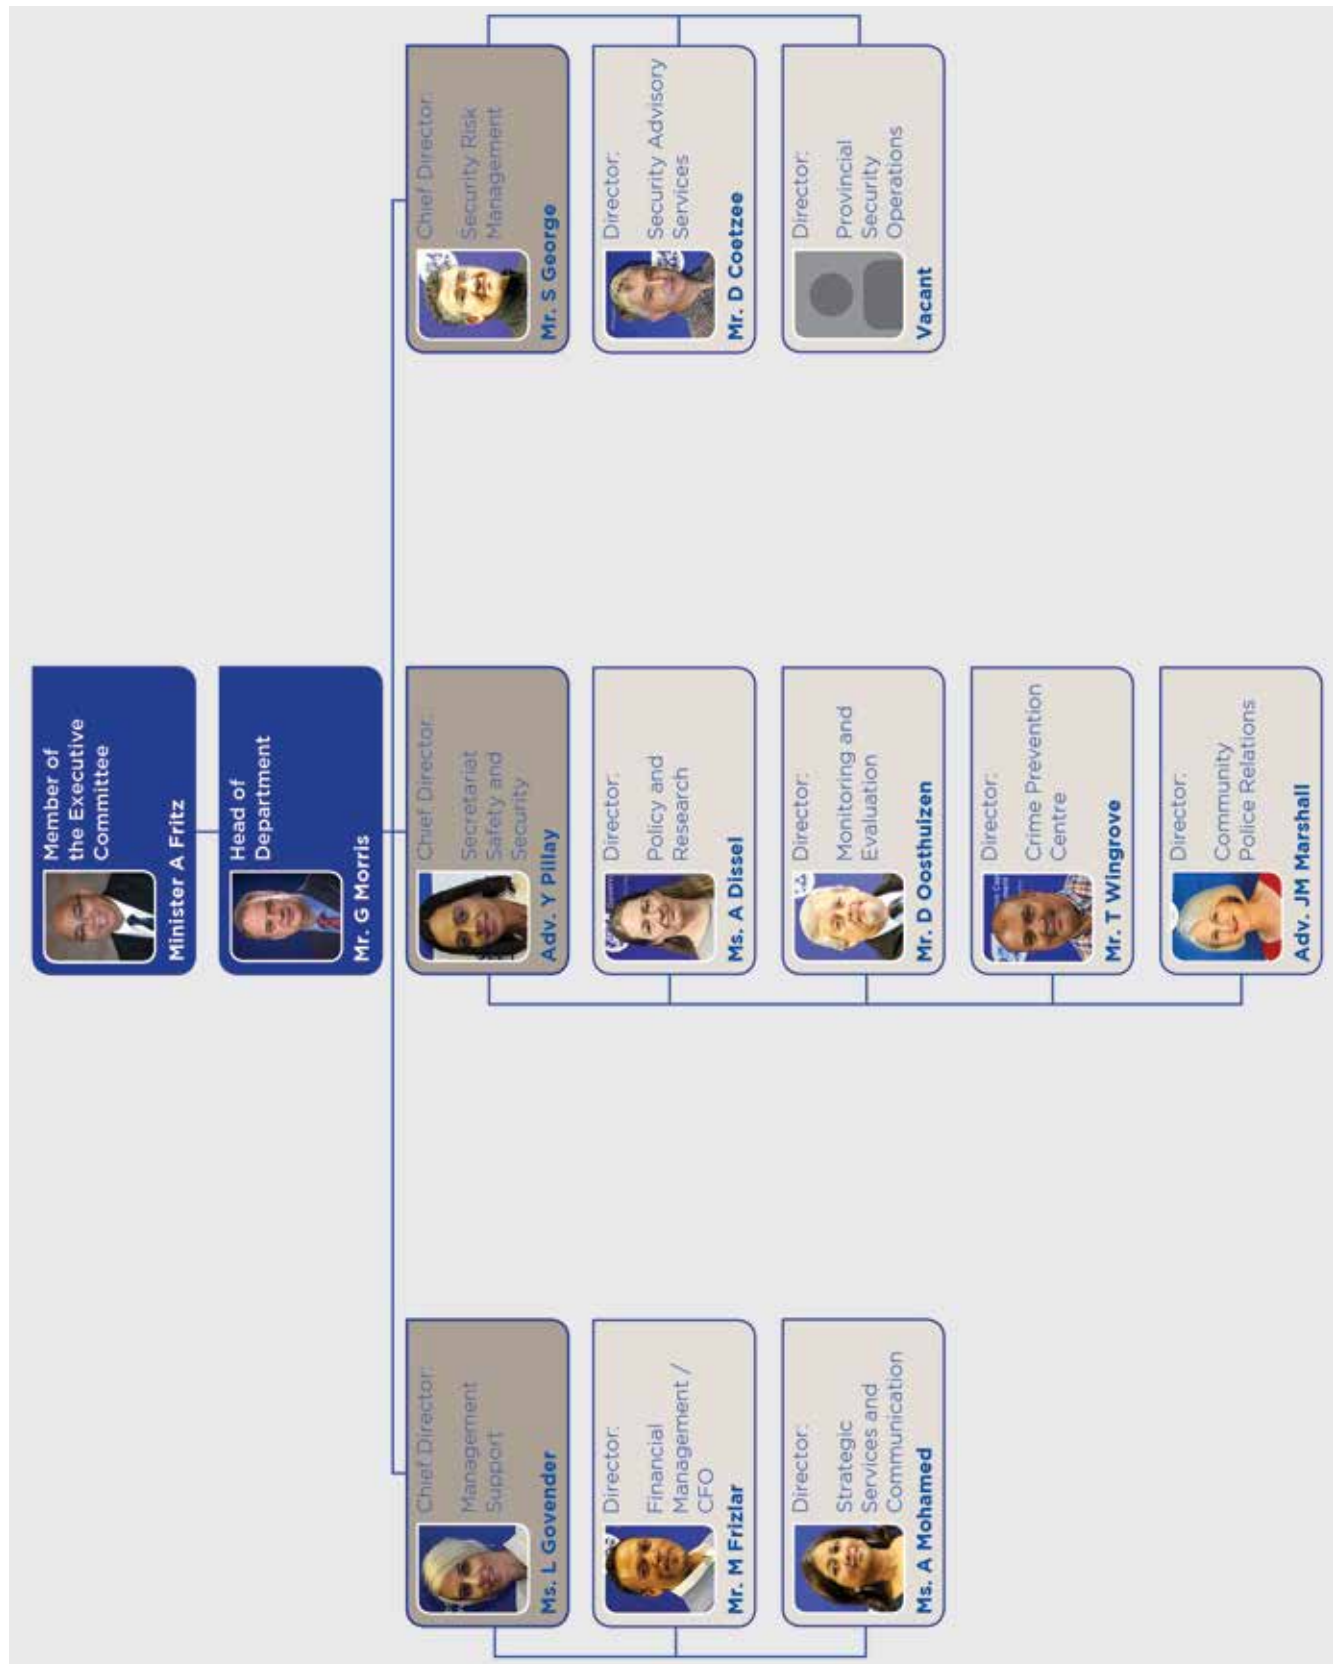 Member of
the Executive
Committee
Minister A Fritz
Head of
Department
Mr. G Morris
Chief Director:
Management
Support
Ms. L Govender
Director:
Financial
Management /
CFO
Mr. M Frizlar
Director:
Strategic
Services and
Communication
Ms. A Mohamed
Chief Director:
Secretariat
Safety and
Security
Adv. Y Pillay
Director:
Policy and
Research
Ms. A Dissel
Director:
Monitoring and
Evaluation
Mr. D Oosthuizen
Director:
Crime Prevention
Centre
Mr. T Wingrove
Director:
Community
Police Relations
Adv. JM Marshall
Chief Director:
Security Risk
Management
Mr. S George
Director:
Security Advisory
Services
Mr. D Coetzee
Director:
Provincial
Security
Operations
Vacant